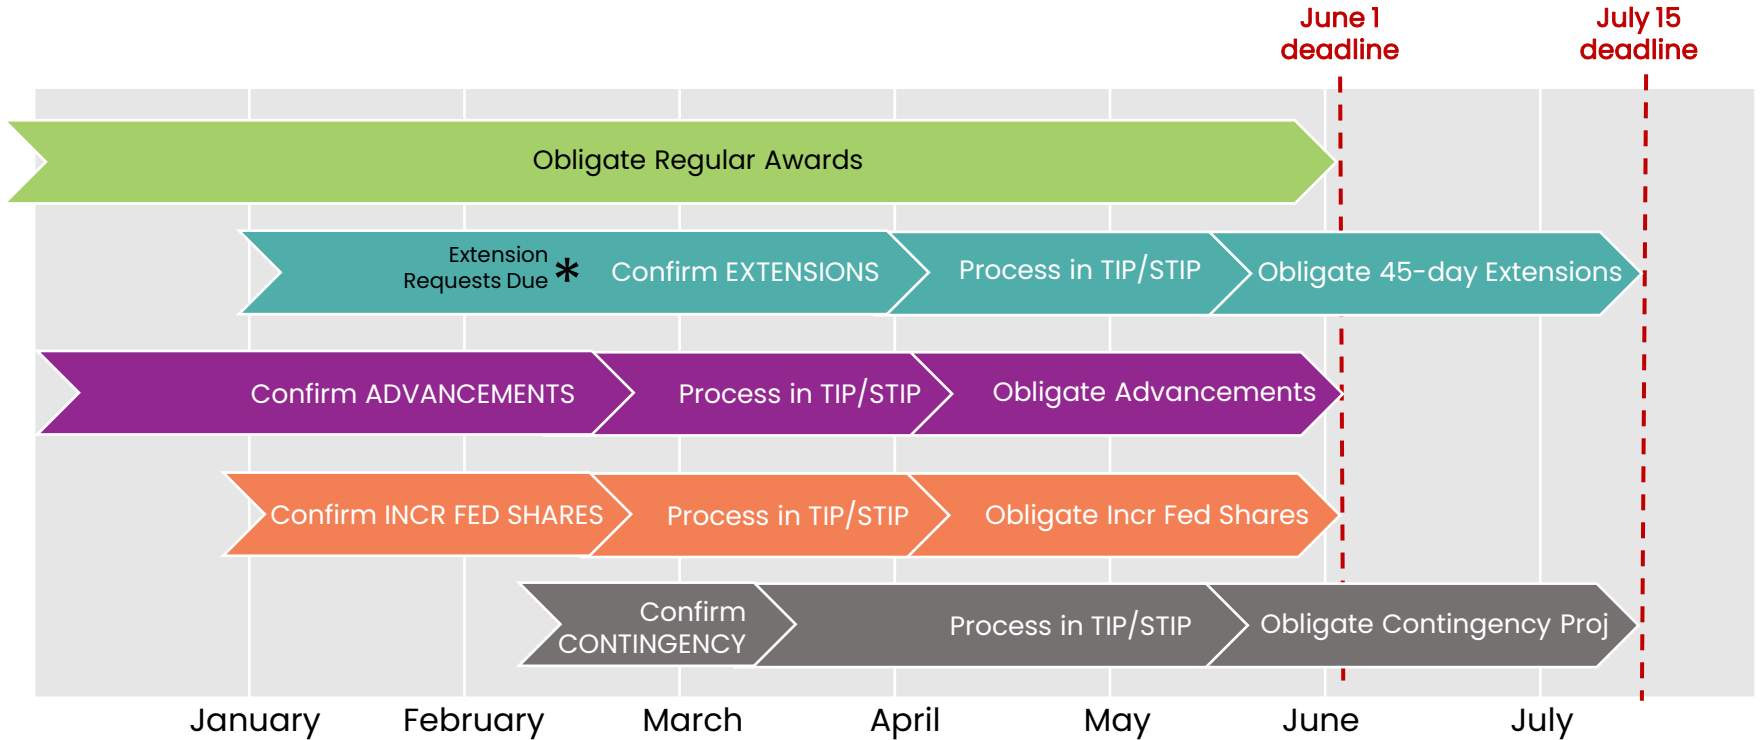 June 1
deadline
July 15
deadline
Obligate Regular Awards
Extension
Requests Due *
Confirm EXTENSIONS
Process in TIP/STIP
Obligate 45-day Extensions
Confirm ADVANCEMENTS
Process in TIP/STIP
Obligate Advancements
Confirm INCR FED SHARES
Process in TIP/STIP
Obligate Incr Fed Shares
Confirm
CONTINGENCY
Process in TIP/STIP
Obligate Contingency Proj
January
February
March
April
May
June
July